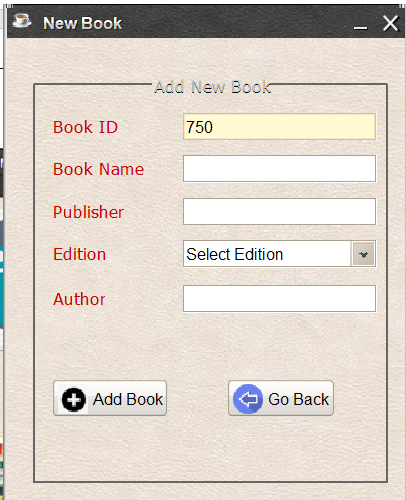 New Book
Add New Book
Book ID 750
Book Name
Publisher
Edition Select Edition
Author
Add Book Go Back